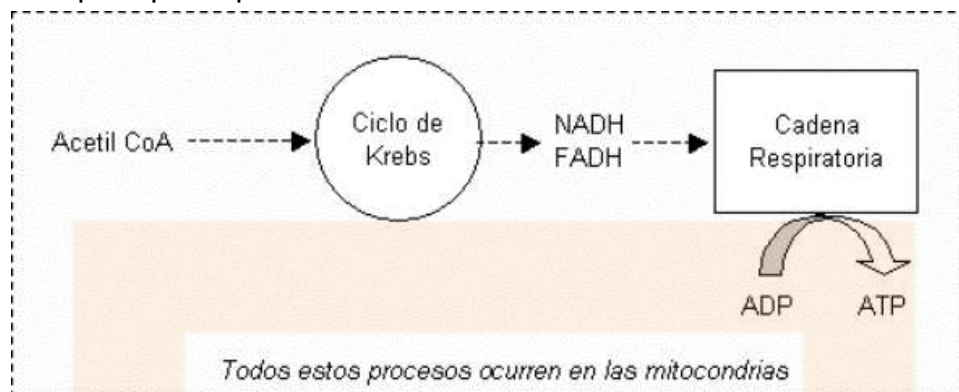 Acetil CoA
Ciclo de
Krebs
NADH
FADH
Cadena
Respiratoria
ADP
ATP
Todos estos procesos ocurren en las mitocondrias